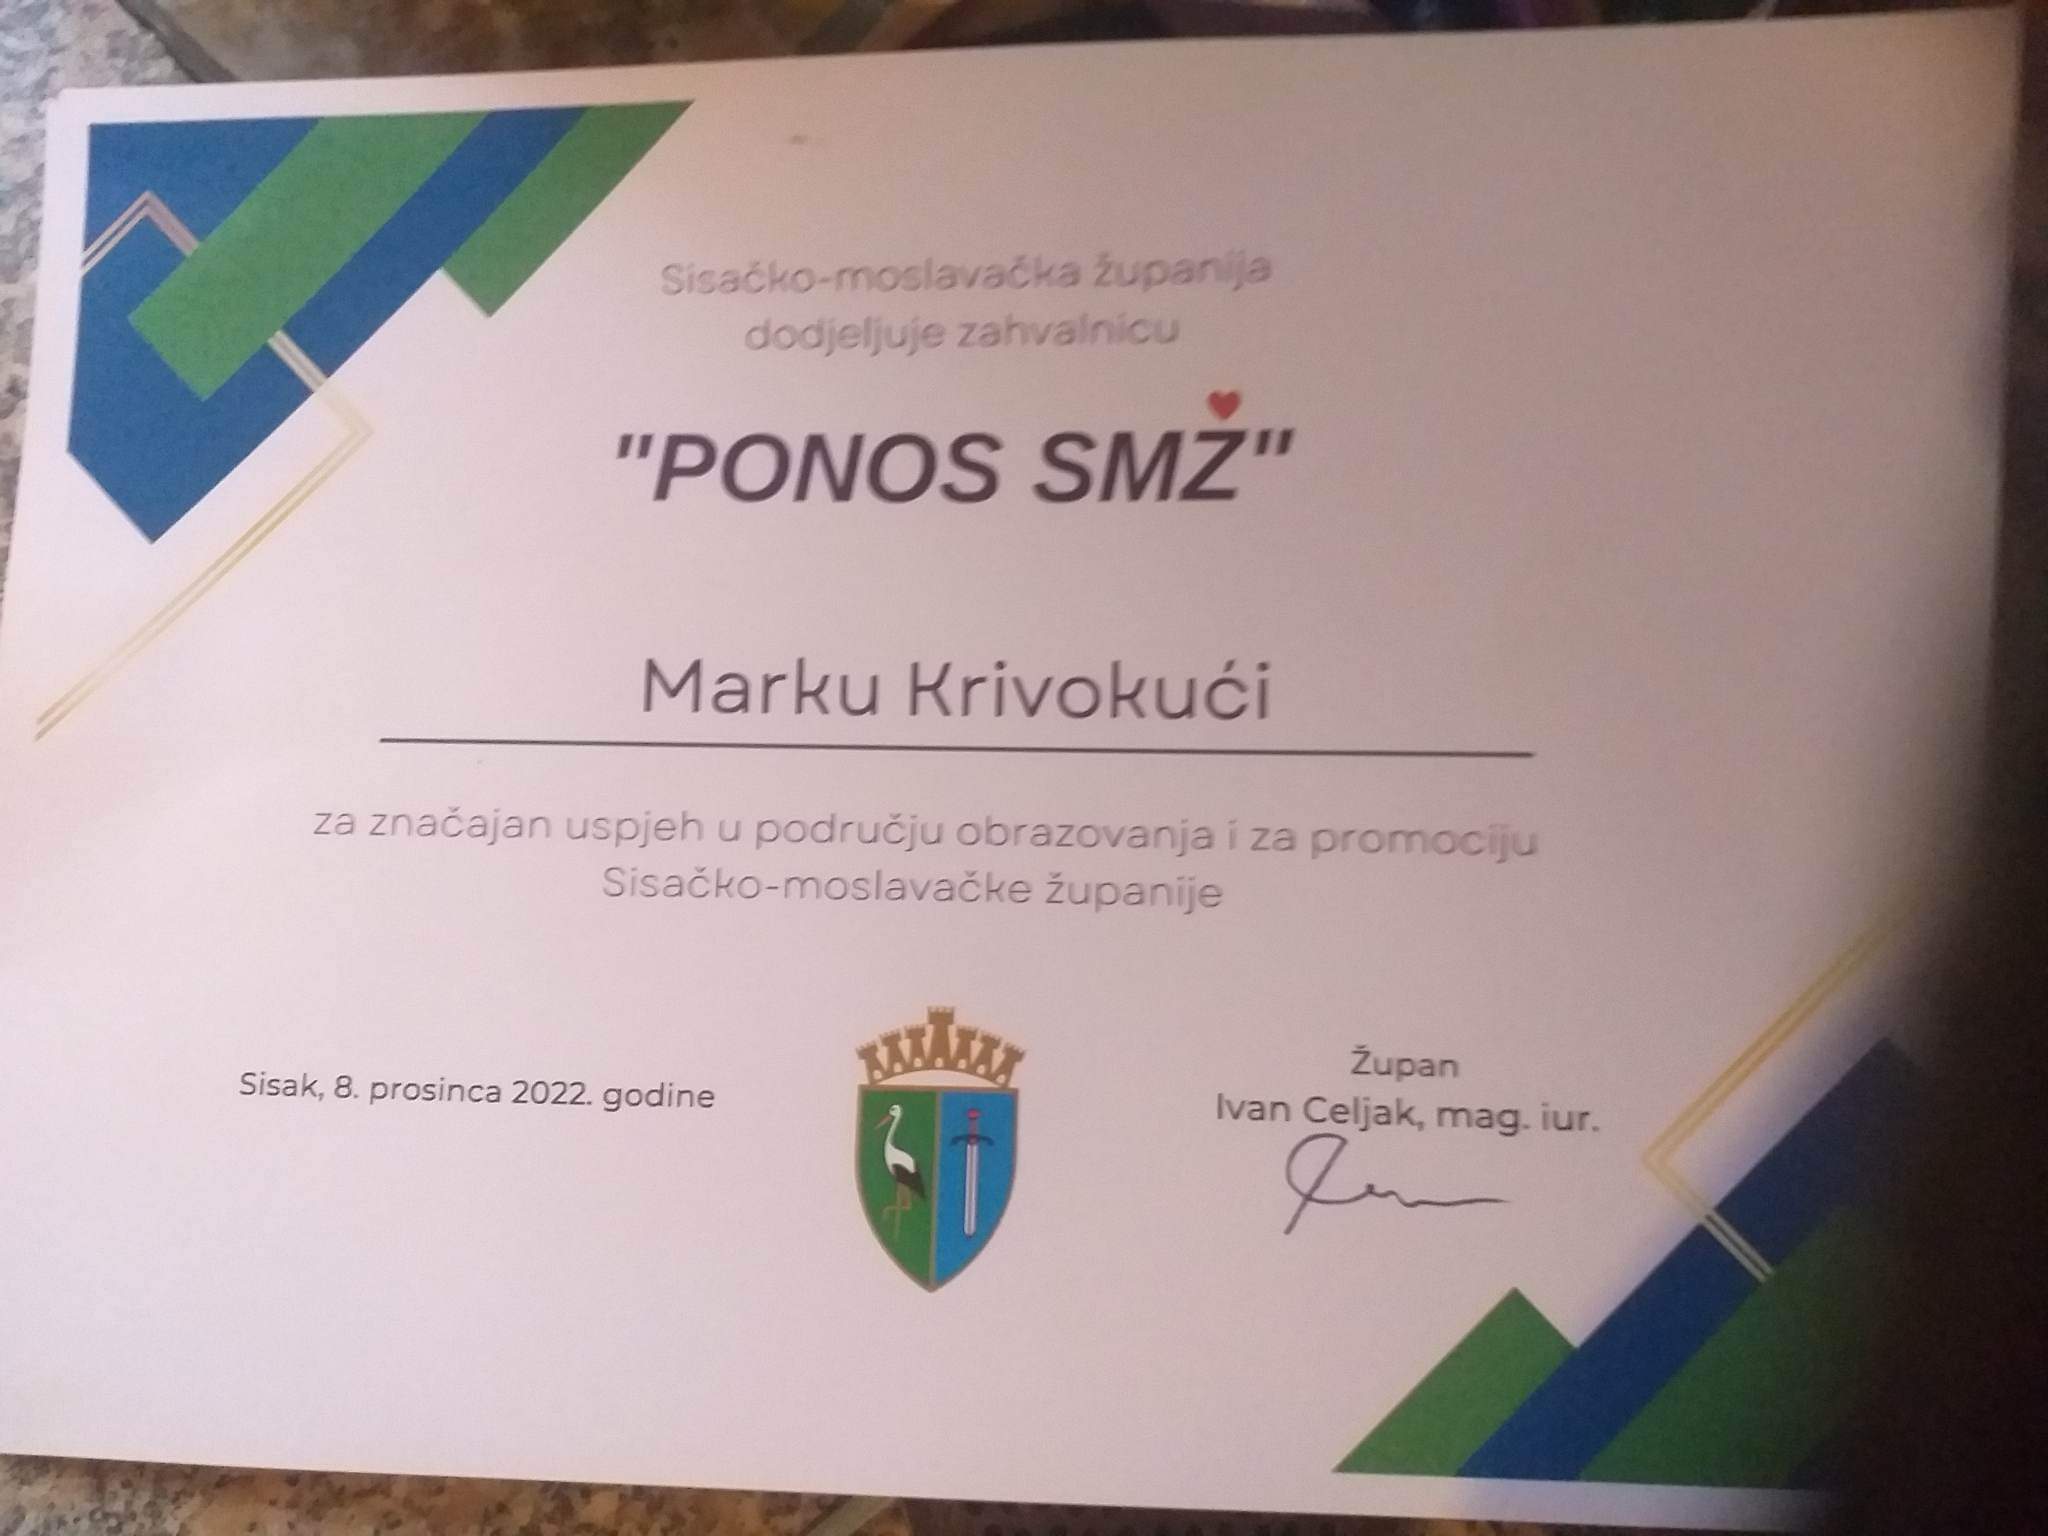 Sisačko-moslavačka županija
dodjeljuje zahvalnicu
"PONOS SMŽ"
Marku Krivokući
za značajan uspjeh u području obrazovanja i za promociju
Sisačko-moslavačke županije
Sisak, 8. prosinca 2022. godine
Župan
Ivan Celjak, mag. iur.